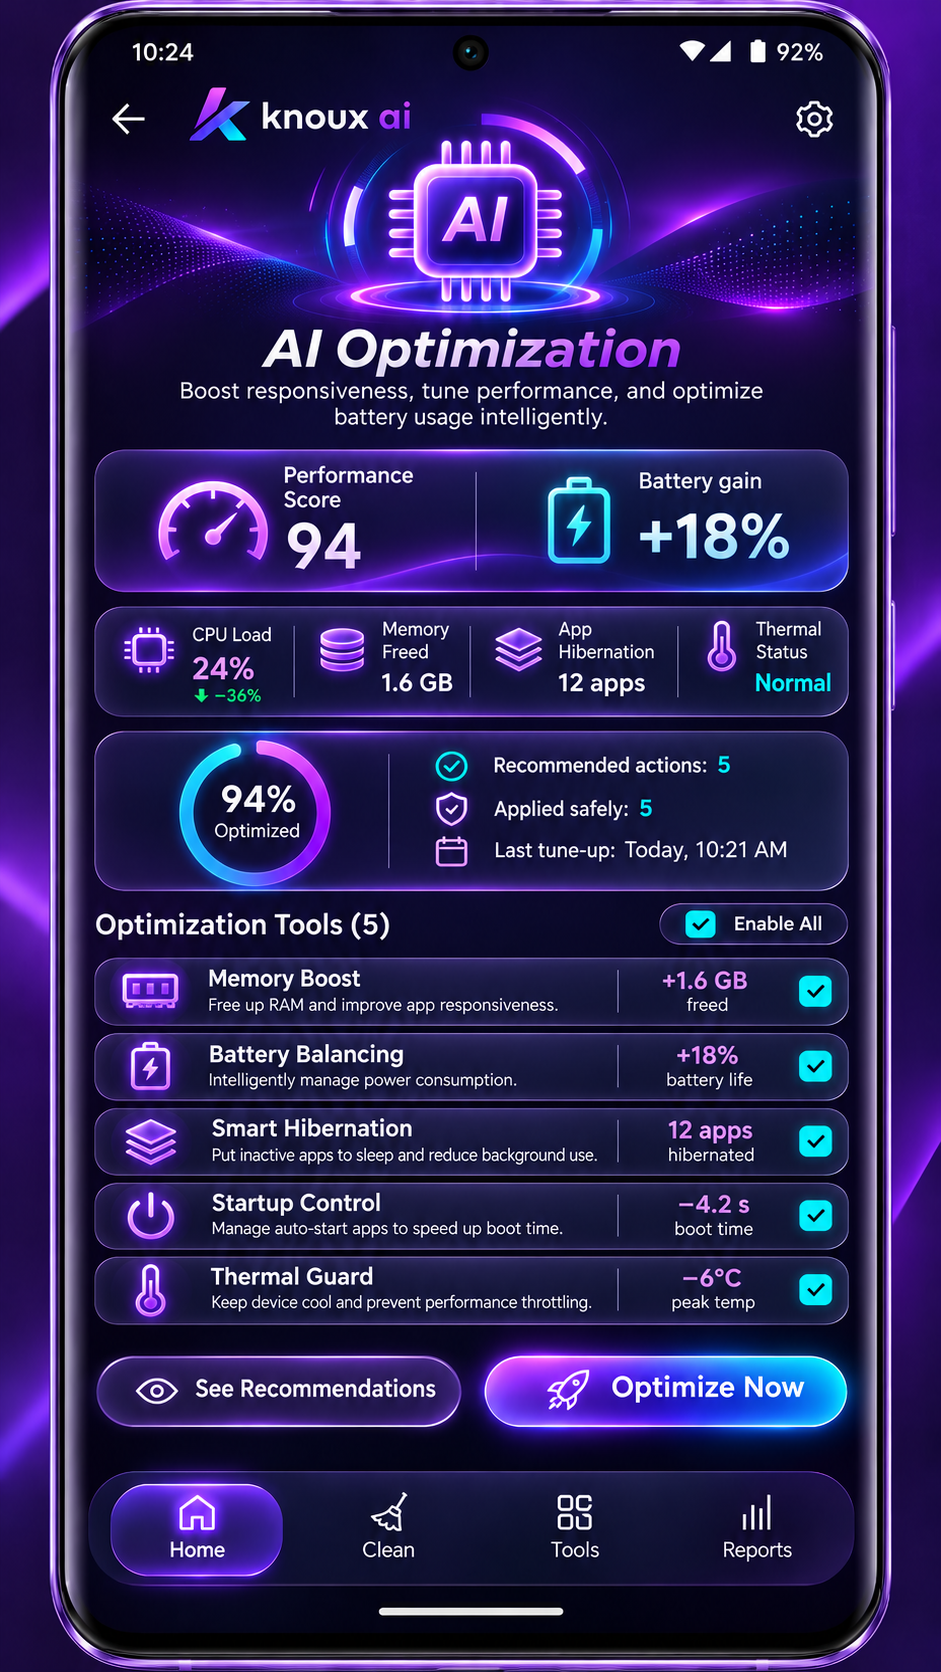 10:24
92%
knoux ai
AI
AI Optimization
Boost responsiveness, tune performance, and optimize
battery usage intelligently.
Performance
Score
94
Battery gain
+18%
CPU Load
24%
−36%
Memory
Freed
1.6 GB
App
Hibernation
12 apps
Thermal
Status
Normal
94%
Optimized
Recommended actions: 5
Applied safely: 5
Last tune-up: Today, 10:21 AM
Optimization Tools (5)
Enable All
Memory Boost
Free up RAM and improve app responsiveness.
+1.6 GB
freed
Battery Balancing
Intelligently manage power consumption.
+18%
battery life
Smart Hibernation
Put inactive apps to sleep and reduce background use.
12 apps
hibernated
Startup Control
Manage auto-start apps to speed up boot time.
−4.2 s
boot time
Thermal Guard
Keep device cool and prevent performance throttling.
−6°C
peak temp
See Recommendations
Optimize Now
Home
Clean
Tools
Reports